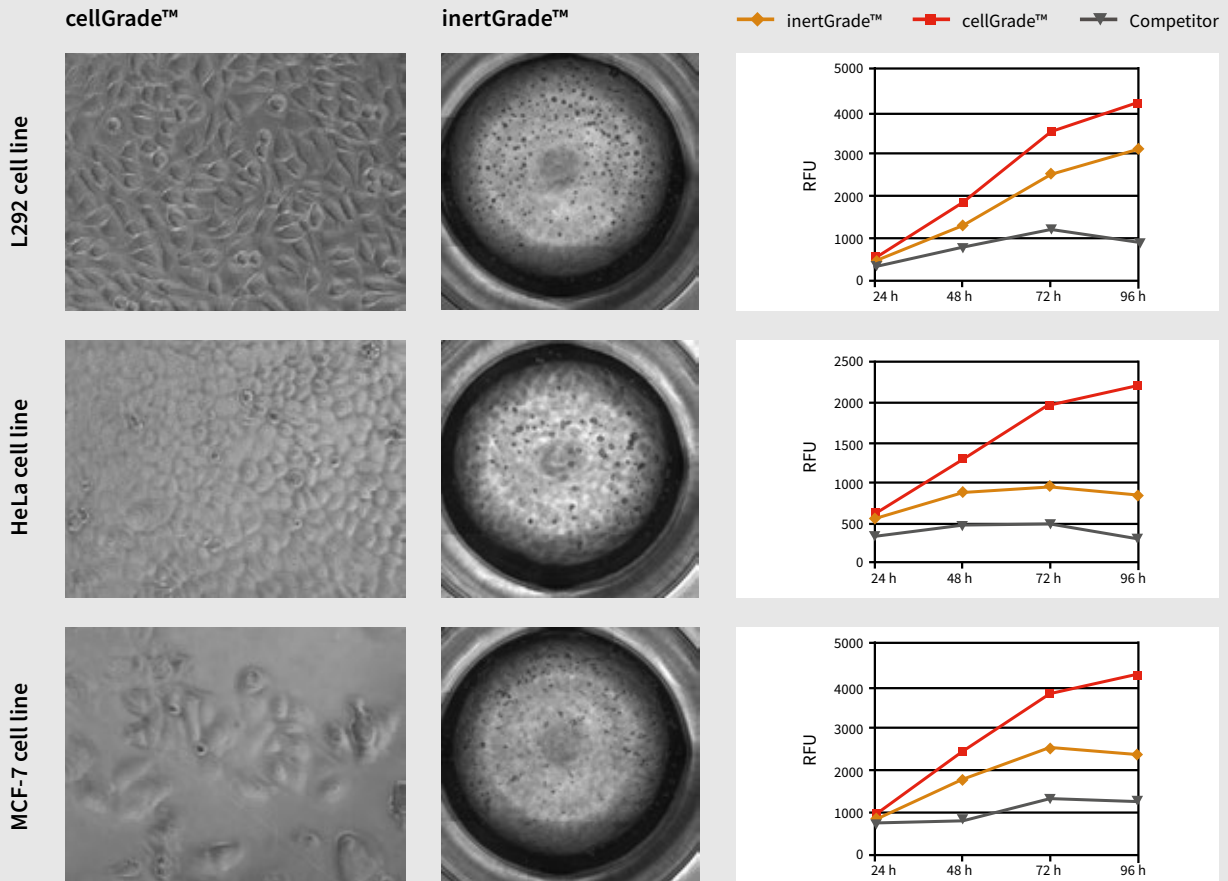 cellGrade™
inertGrade™
inertGrade™ cellGrade™ Competitor
L292 cell line
RFU
5000
4000
3000
2000
1000
0
24 h 48 h 72 h 96 h
HeLa cell line
RFU
2500
2000
1500
1000
500
0
24 h 48 h 72 h 96 h
MCF-7 cell line
RFU
5000
4000
3000
2000
1000
0
24 h 48 h 72 h 96 h